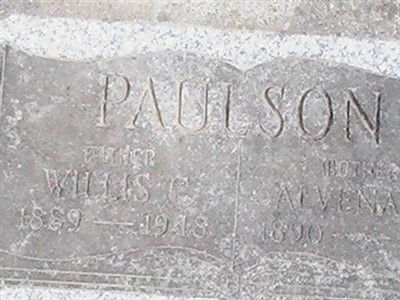 PAULSON
FATHER
WILLIS C.
1889 — 1948
MOTHER
ALVENA
1890 —